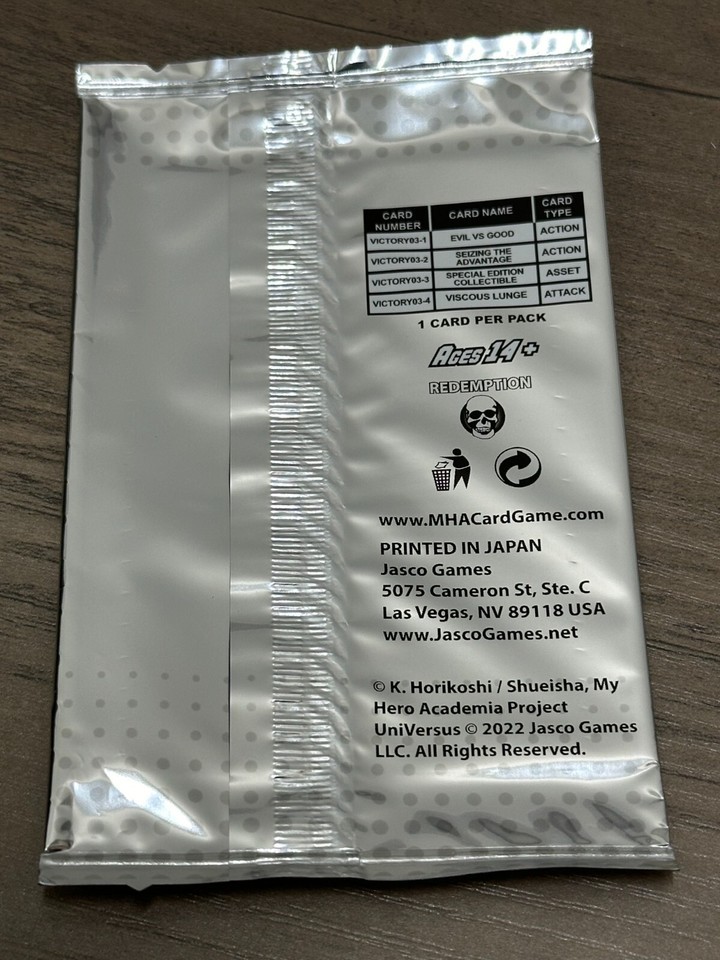 CARD NUMBER CARD NAME CARD TYPE
VICTORY03-1 EVIL VS GOOD ACTION
VICTORY03-2 SEIZING THE ADVANTAGE ACTION
VICTORY03-3 SPECIAL EDITION COLLECTIBLE ASSET
VICTORY03-4 VISCOUS LUNGE ATTACK
1 CARD PER PACK
AGES 14+
REDEMPTION
www.MHACardGame.com
PRINTED IN JAPAN
Jasco Games
5075 Cameron St, Ste. C
Las Vegas, NV 89118 USA
www.JascoGames.net
© K. Horikoshi / Shueisha, My
Hero Academia Project
UniVersus © 2022 Jasco Games
LLC. All Rights Reserved.